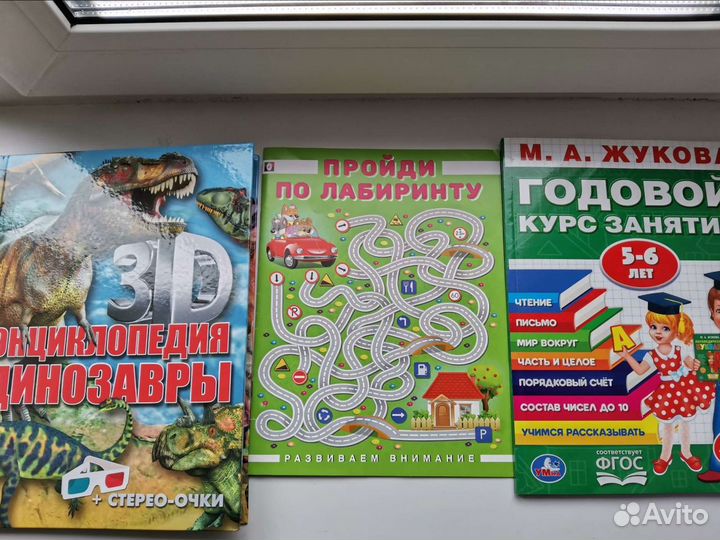 3D
ЭНЦИКЛОПЕДИЯ
ДИНОЗАВРЫ
+ СТЕРЕО-ОЧКИ
ПРОЙДИ
ПО ЛАБИРИНТУ
P
РАЗВИВАЕМ ВНИМАНИЕ
М. А. ЖУКОВА
ГОДОВОЙ
КУРС ЗАНЯТИ
5-6
ЛЕТ
ЧТЕНИЕ
ПИСЬМО
МИР ВОКРУГ
ЧАСТЬ И ЦЕЛОЕ
ПОРЯДКОВЫЙ СЧЁТ
СОСТАВ ЧИСЕЛ ДО 10
УЧИМСЯ РАССКАЗЫВАТЬ
А
УМка
соответствует
ФГОС
Avito